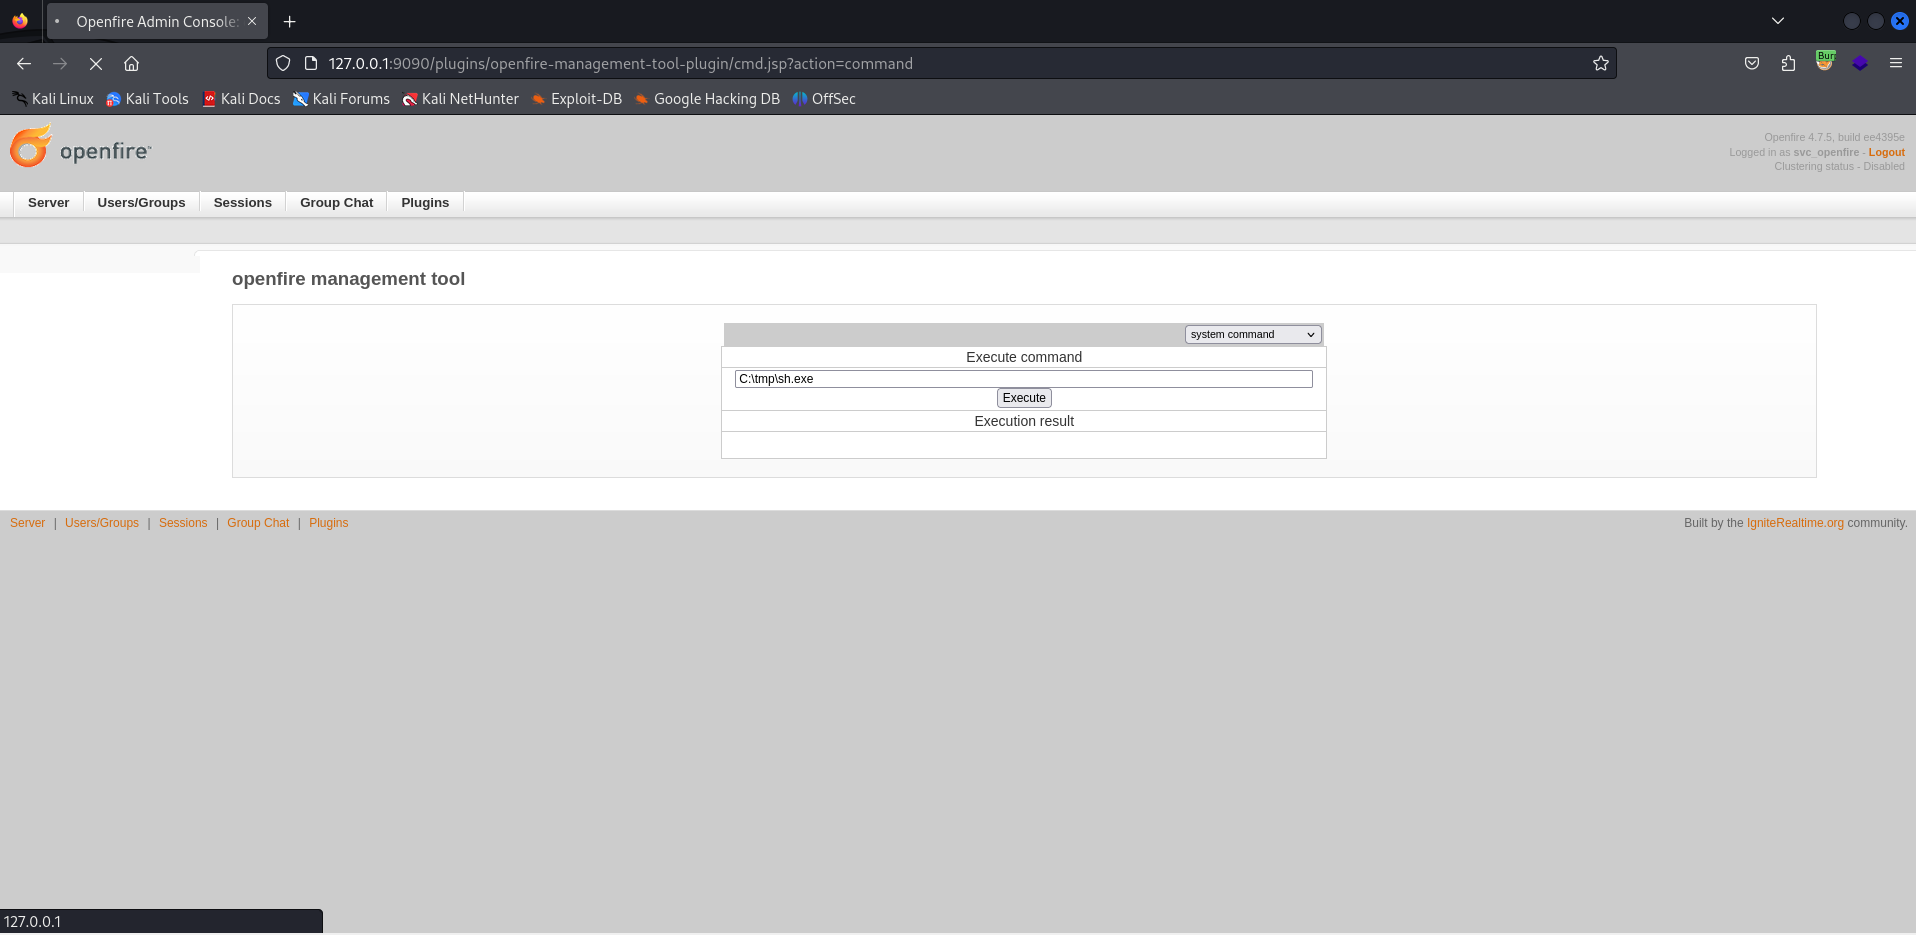 Openfire Admin Console:
127.0.0.1:9090/plugins/openfire-management-tool-plugin/cmd.jsp?action=command
Bur
Kali Linux Kali Tools Kali Docs Kali Forums Kali NetHunter Exploit-DB Google Hacking DB OffSec
openfire™
Openfire 4.7.5, build ee4395e
Logged in as svc_openfire - Logout
Clustering status - Disabled
Server Users/Groups Sessions Group Chat Plugins
openfire management tool
system command
Execute command
C:\tmp\sh.exe
Execute
Execution result
Server | Users/Groups | Sessions | Group Chat | Plugins
Built by the IgniteRealtime.org community.
127.0.0.1